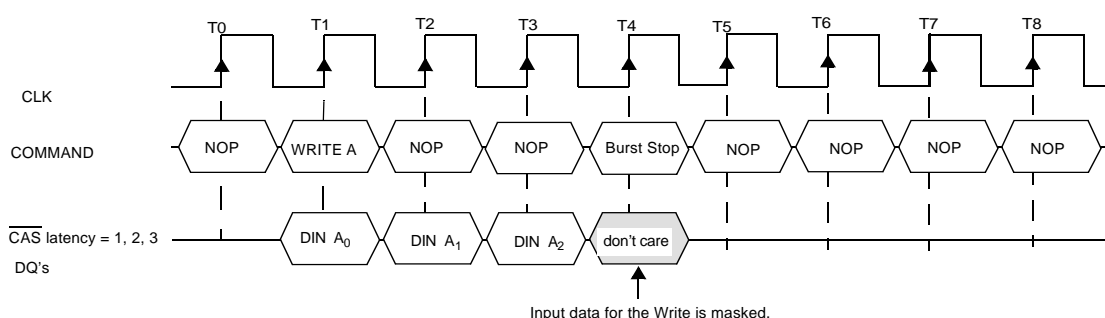 T0 T1 T2 T3 T4 T5 T6 T7 T8
CLK
COMMAND NOP WRITE A NOP NOP Burst Stop NOP NOP NOP NOP
CAS latency = 1, 2, 3 DIN A0 DIN A1 DIN A2 don't care
DQ's
Input data for the Write is masked.